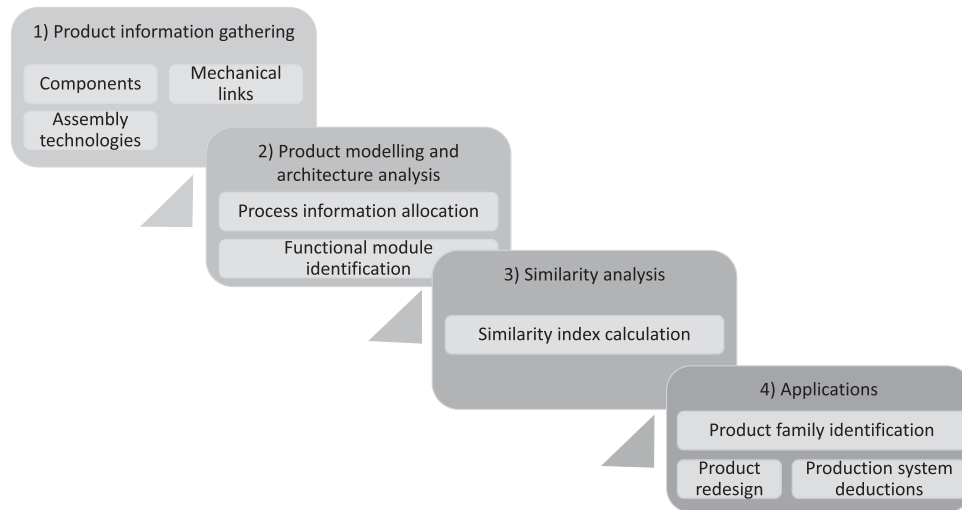 1) Product information gathering
Components
Mechanical
links
Assembly
technologies
2) Product modelling and
architecture analysis
Process information allocation
Functional module
identification
3) Similarity analysis
Similarity index calculation
4) Applications
Product family identification
Product
redesign
Production system
deductions